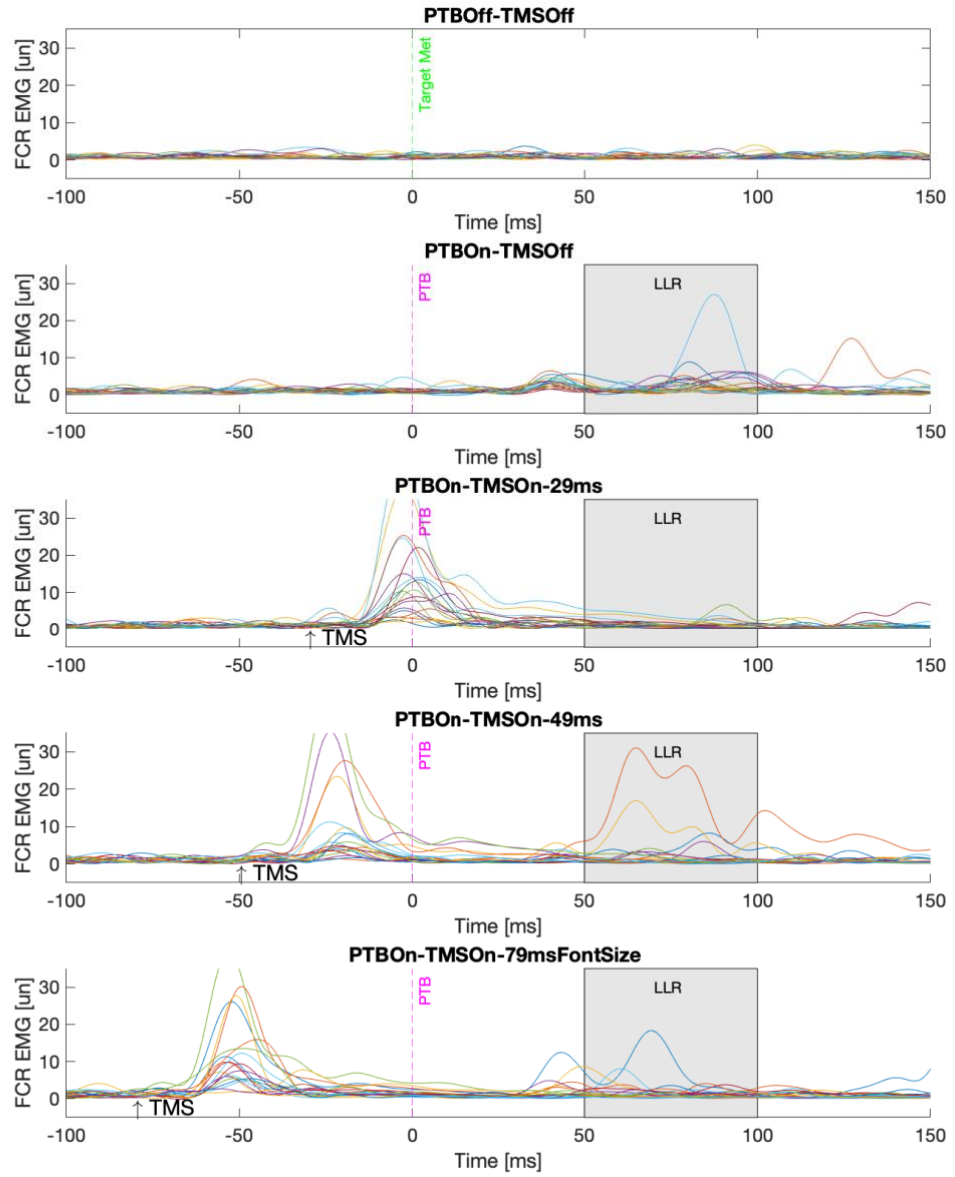 PTBOff-TMSOff
FCR EMG [un]
30
20
10
0
Target Met
-100 -50 0 50 100 150
Time [ms]
PTBOn-TMSOff
FCR EMG [un]
30
20
10
0
PTB
LLR
-100 -50 0 50 100 150
Time [ms]
PTBOn-TMSOn-29ms
FCR EMG [un]
30
20
10
0
PTB
LLR
↑ TMS
-100 -50 0 50 100 150
Time [ms]
PTBOn-TMSOn-49ms
FCR EMG [un]
30
20
10
0
PTB
LLR
↑ TMS
-100 -50 0 50 100 150
Time [ms]
PTBOn-TMSOn-79msFontSize
FCR EMG [un]
30
20
10
0
PTB
LLR
↑ TMS
-100 -50 0 50 100 150
Time [ms]